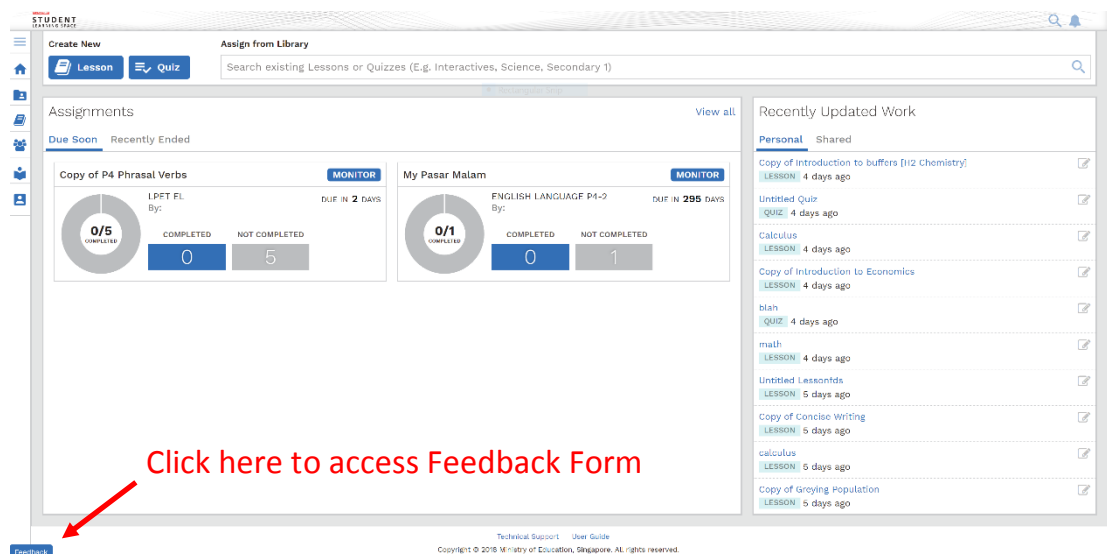 STUDENT
LEARNING SPACE
Create New
Assign from Library
Lesson
Quiz
Search existing Lessons or Quizzes (E.g. Interactives, Science, Secondary 1)
Rectangular Snip
Assignments
View all
Due Soon Recently Ended
Copy of P4 Phrasal Verbs
MONITOR
LPET EL
By:
DUE IN 2 DAYS
0/5
COMPLETED
COMPLETED NOT COMPLETED
0 5
My Pasar Malam
MONITOR
ENGLISH LANGUAGE P4-2
By:
DUE IN 295 DAYS
0/1
COMPLETED
COMPLETED NOT COMPLETED
0 1
Recently Updated Work
Personal Shared
Copy of Introduction to buffers [H2 Chemistry]
LESSON 4 days ago
Untitled Quiz
QUIZ 4 days ago
Calculus
LESSON 4 days ago
Copy of Introduction to Economics
LESSON 4 days ago
blah
QUIZ 4 days ago
math
LESSON 4 days ago
Untitled Lessonfds
LESSON 5 days ago
Copy of Concise Writing
LESSON 5 days ago
calculus
LESSON 5 days ago
Copy of Greying Population
LESSON 5 days ago
Click here to access Feedback Form
Feedback
Technical Support User Guide
Copyright © 2018 Ministry of Education, Singapore. All rights reserved.